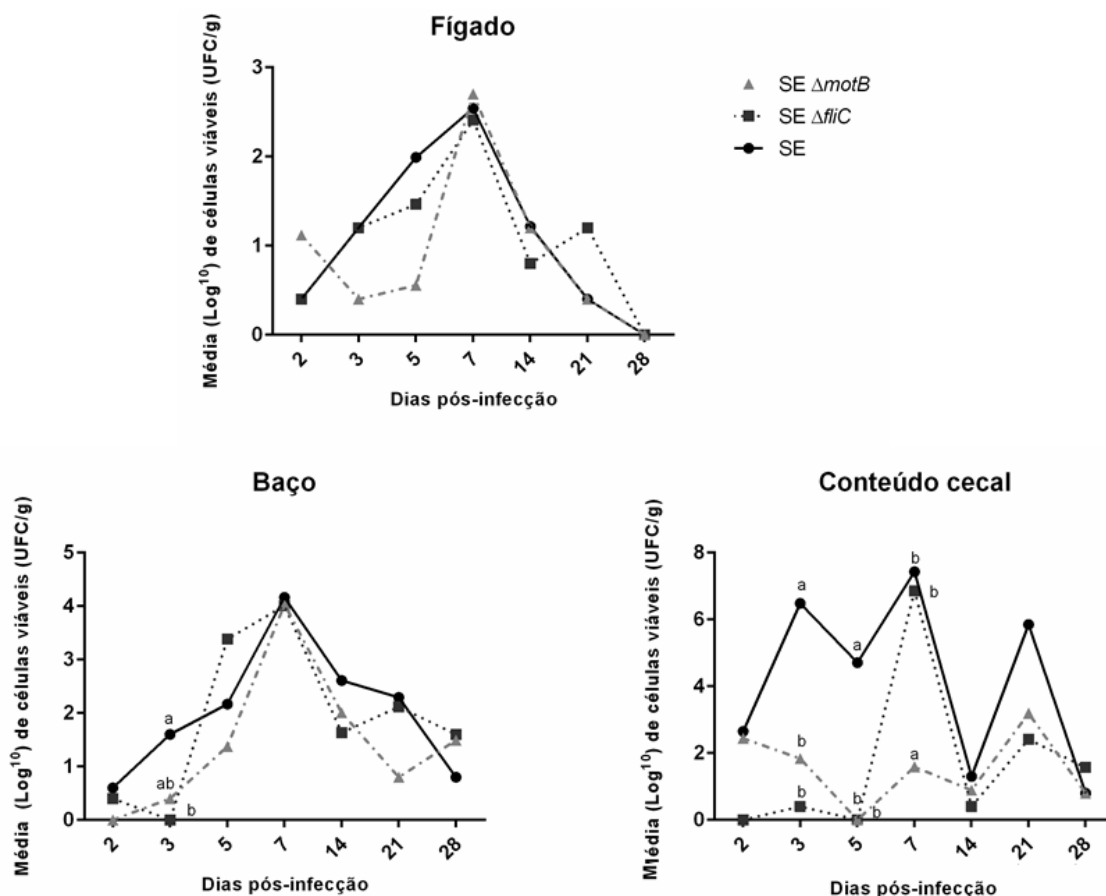 Fígado
Média (Log¹⁰) de células viáveis (UFC/g)
3
2
1
0
2 3 5 7 14 21 28
Dias pós-infecção
SE ΔmotB
SE ΔfliC
SE
Baço
Média (Log¹⁰) de células viáveis (UFC/g)
5
4
3
2
1
0
a
ab
b
2 3 5 7 14 21 28
Dias pós-infecção
Conteúdo cecal
Média (Log¹⁰) de células viáveis (UFC/g)
8
6
4
2
0
a
b
b
a
b
b
b
b
a
2 3 5 7 14 21 28
Dias pós-infecção